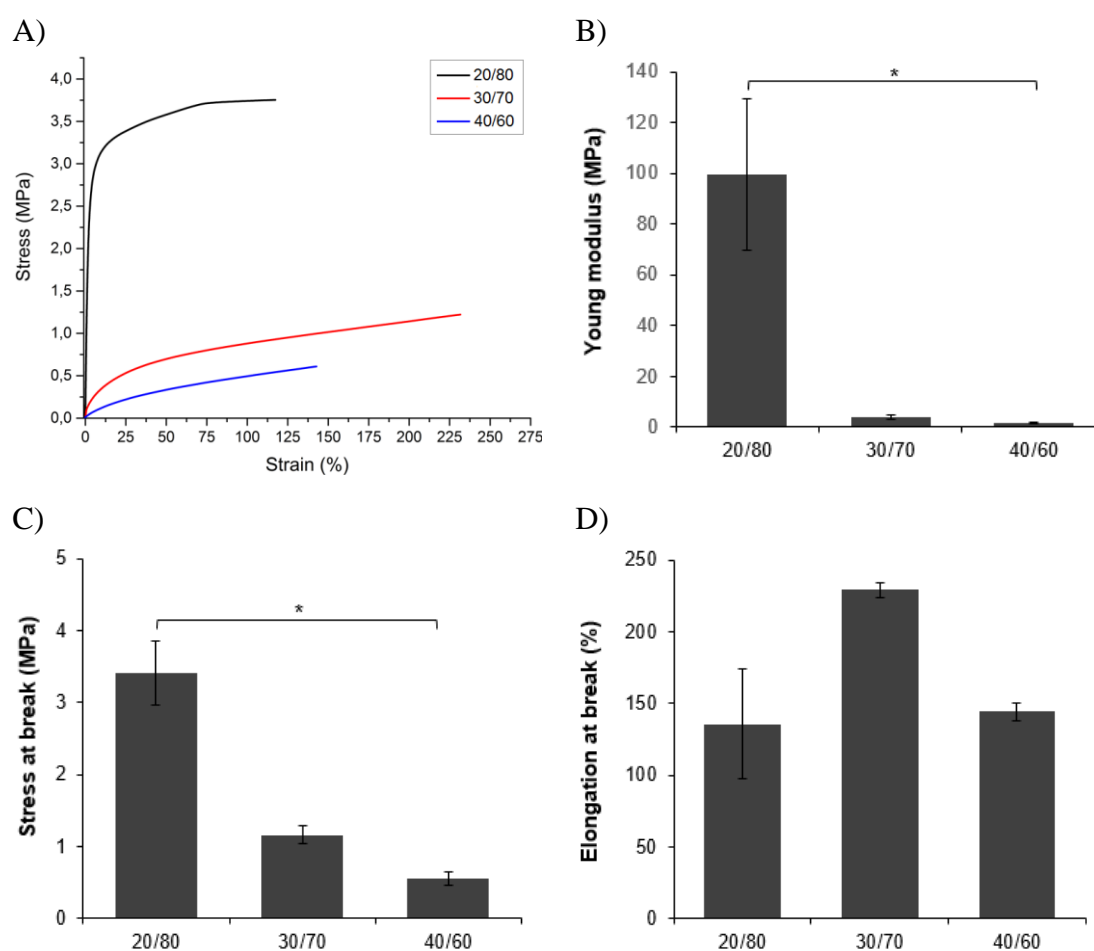 A)
4,0
3,5
3,0
2,5
2,0
1,5
1,0
0,5
0,0
Stress (MPa)
20/80
30/70
40/60
0 25 50 75 100 125 150 175 200 225 250 275
Strain (%)
B)
140
120
100
80
60
40
20
0
Young modulus (MPa)
*
20/80 30/70 40/60
C)
5
4
3
2
1
0
Stress at break (MPa)
*
20/80 30/70 40/60
D)
250
200
150
100
50
0
Elongation at break (%)
20/80 30/70 40/60